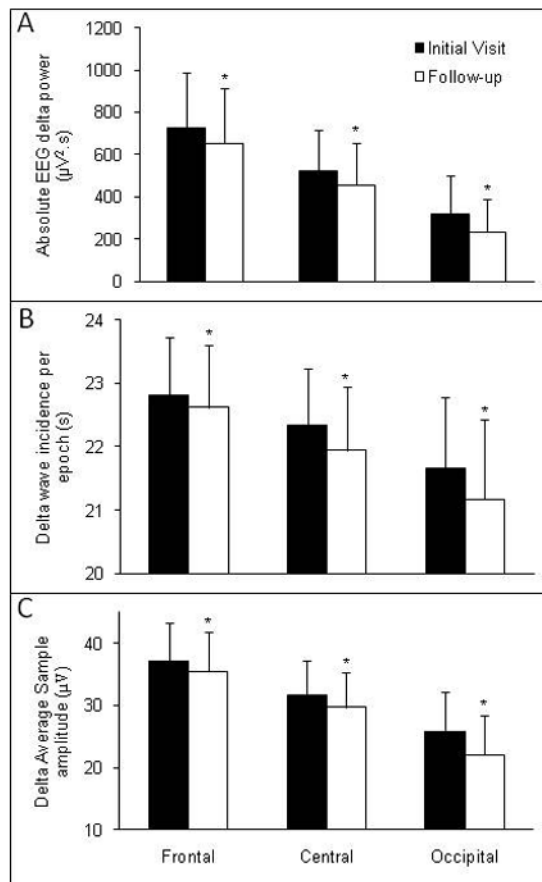 A
Absolute EEG delta power
(µV².s)
1200
1000
800
600
400
200
0
Initial Visit
Follow-up
*
*
*
B
Delta wave incidence per
epoch (s)
24
23
22
21
20
*
*
*
C
Delta Average Sample
amplitude (µV)
40
30
20
10
*
*
*
Frontal Central Occipital